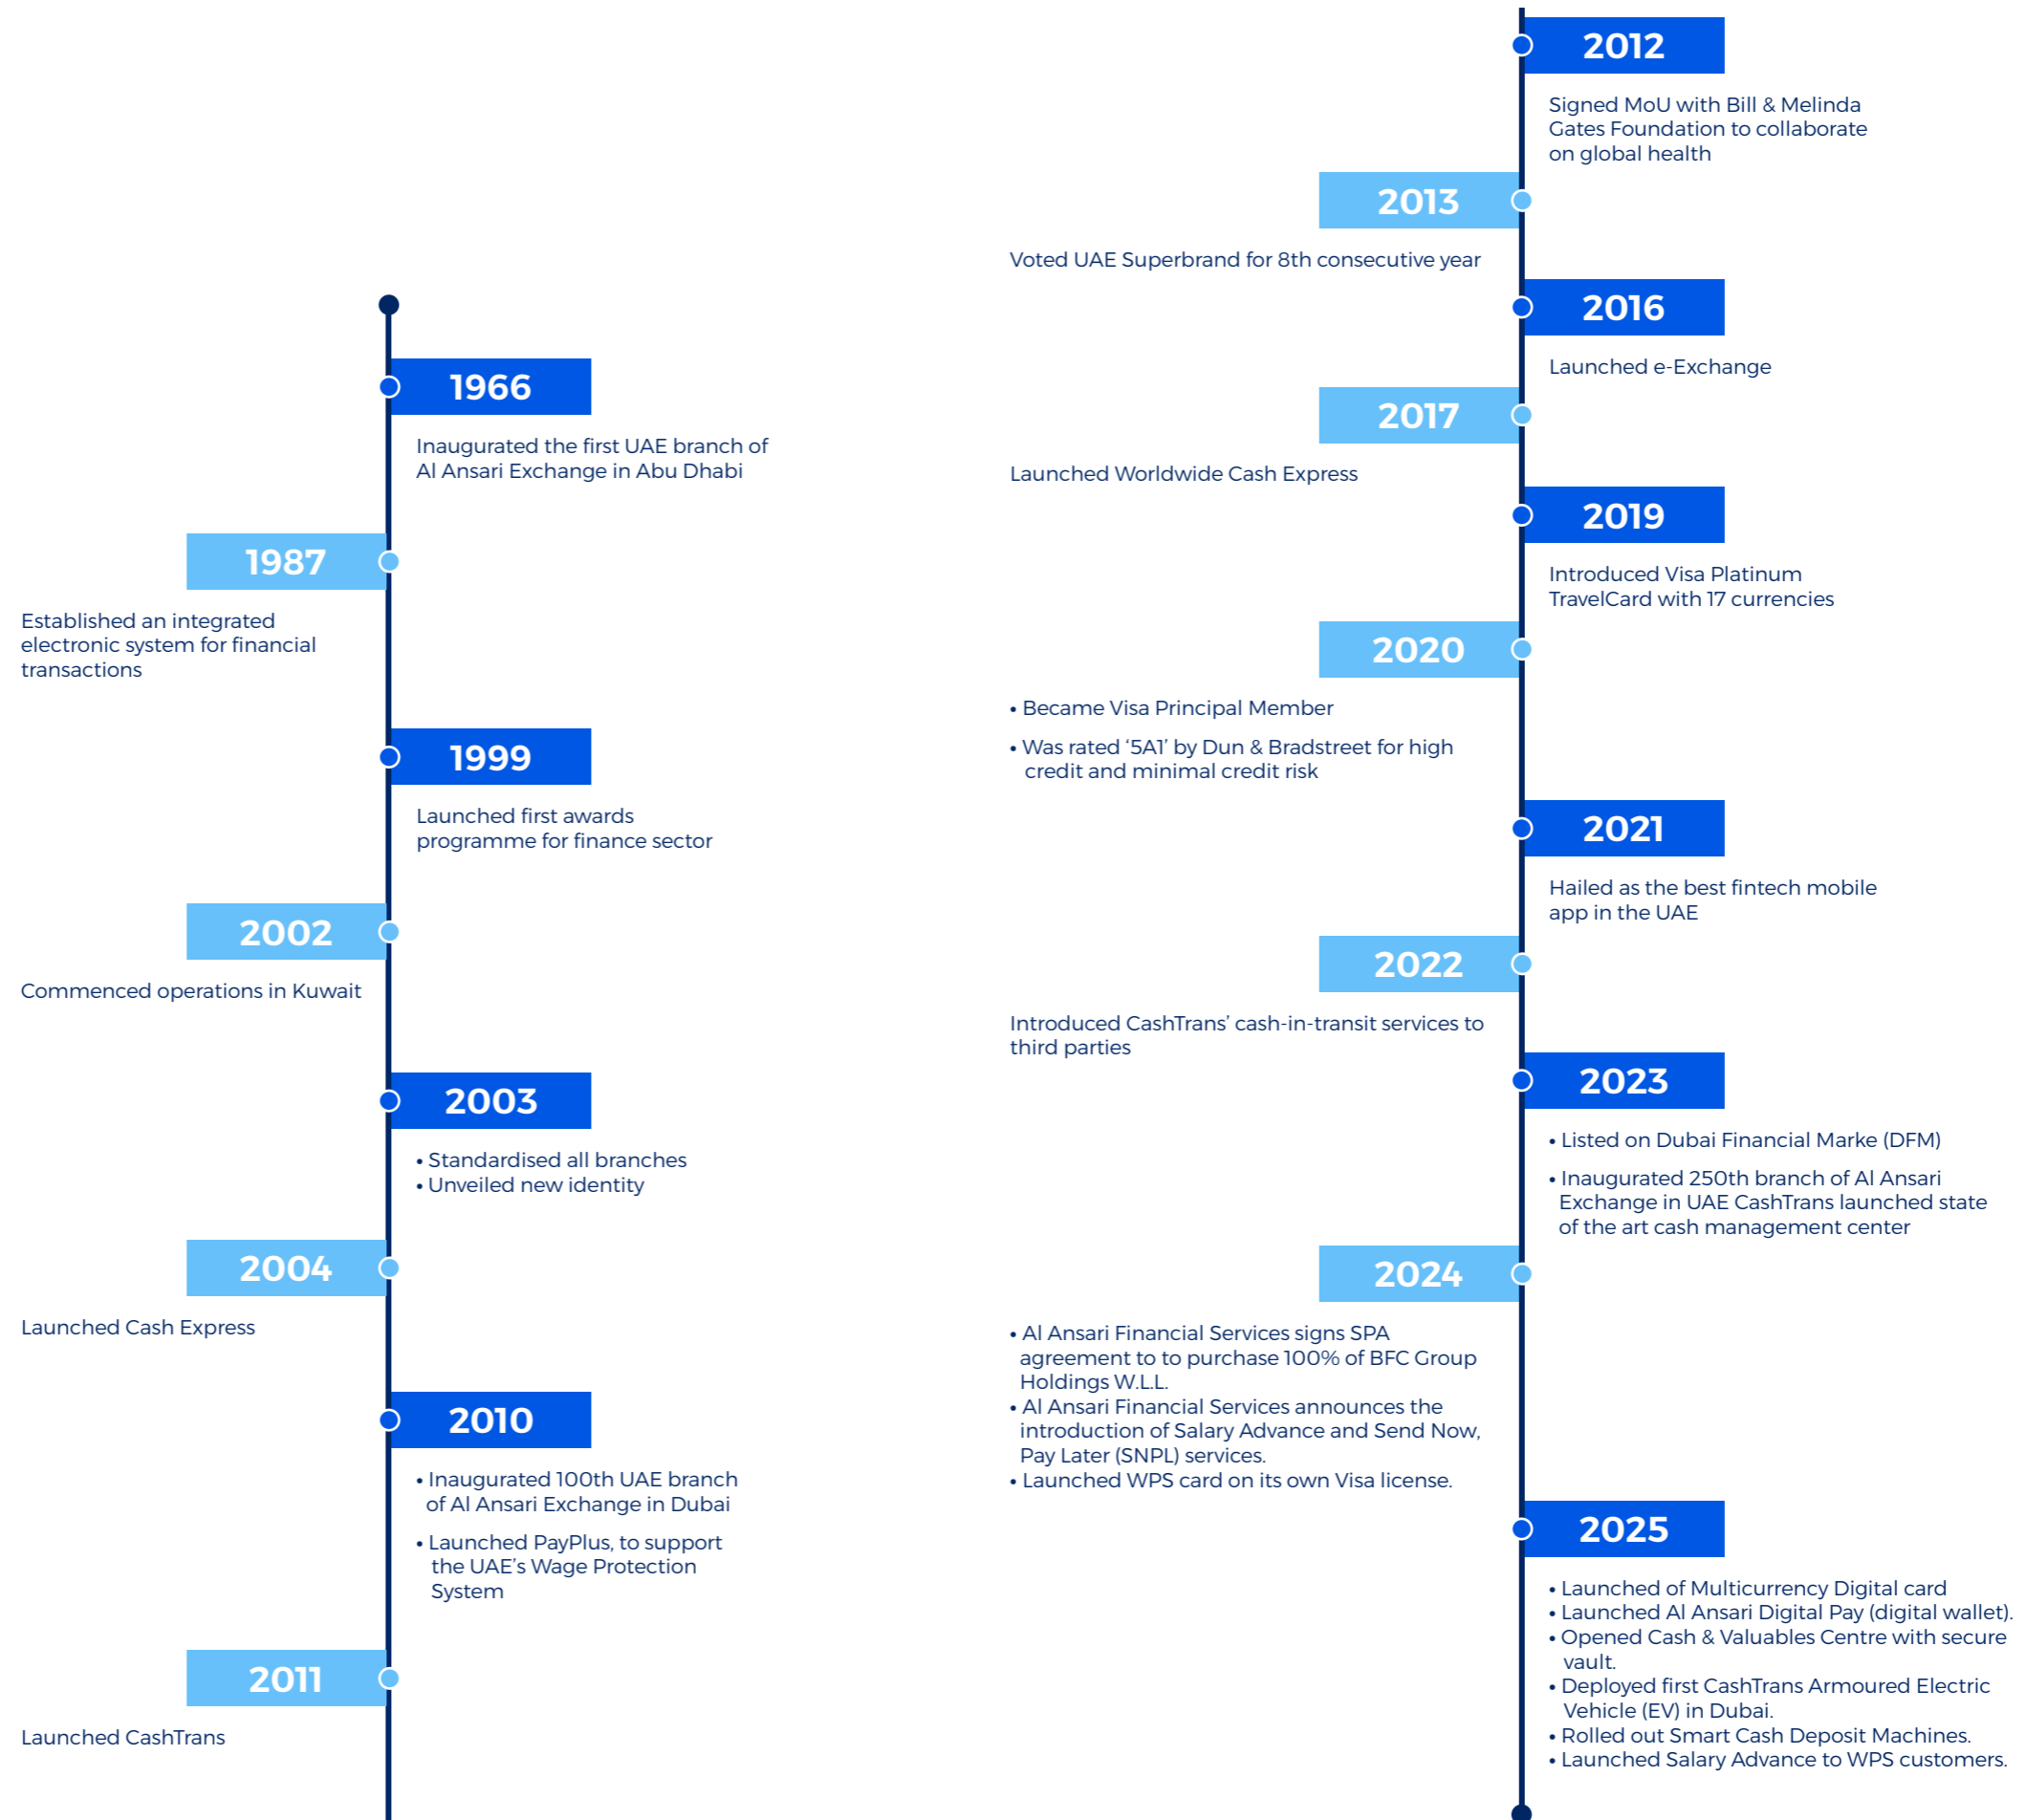 1966
Inaugurated the first UAE branch of
Al Ansari Exchange in Abu Dhabi
1987
Established an integrated
electronic system for financial
transactions
1999
Launched first awards
programme for finance sector
2002
Commenced operations in Kuwait
2003
• Standardised all branches
• Unveiled new identity
2004
Launched Cash Express
2010
• Inaugurated 100th UAE branch
of Al Ansari Exchange in Dubai
• Launched PayPlus, to support
the UAE’s Wage Protection
System
2011
Launched CashTrans
2012
Signed MoU with Bill & Melinda
Gates Foundation to collaborate
on global health
2013
Voted UAE Superbrand for 8th consecutive year
2016
Launched e-Exchange
2017
Launched Worldwide Cash Express
2019
Introduced Visa Platinum
TravelCard with 17 currencies
2020
• Became Visa Principal Member
• Was rated ‘5A1’ by Dun & Bradstreet for high
credit and minimal credit risk
2021
Hailed as the best fintech mobile
app in the UAE
2022
Introduced CashTrans’ cash-in-transit services to
third parties
2023
• Listed on Dubai Financial Marke (DFM)
• Inaugurated 250th branch of Al Ansari
Exchange in UAE CashTrans launched state
of the art cash management center
2024
• Al Ansari Financial Services signs SPA
agreement to to purchase 100% of BFC Group
Holdings W.L.L.
• Al Ansari Financial Services announces the
introduction of Salary Advance and Send Now,
Pay Later (SNPL) services.
• Launched WPS card on its own Visa license.
2025
• Launched of Multicurrency Digital card
• Launched Al Ansari Digital Pay (digital wallet).
• Opened Cash & Valuables Centre with secure
vault.
• Deployed first CashTrans Armoured Electric
Vehicle (EV) in Dubai.
• Rolled out Smart Cash Deposit Machines.
• Launched Salary Advance to WPS customers.